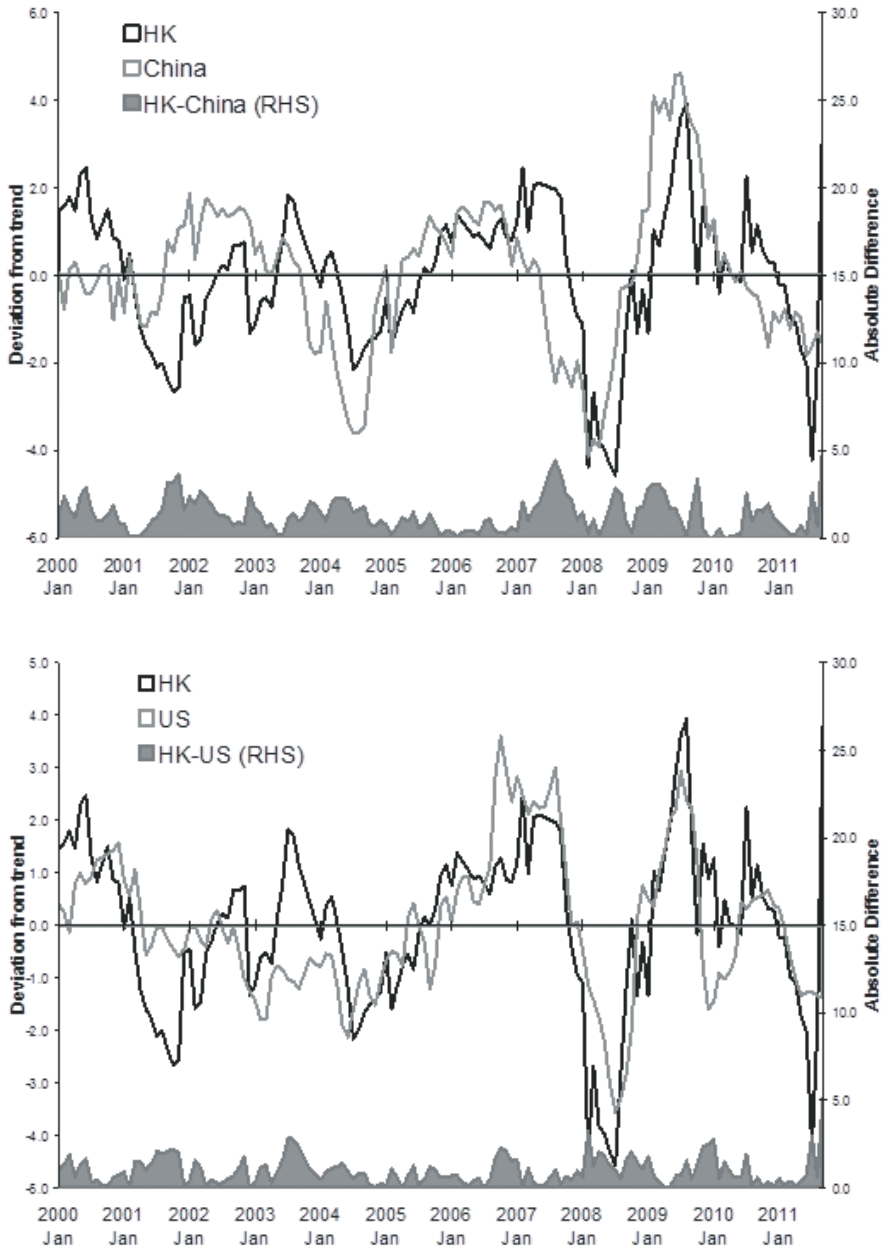 6.0
4.0
2.0
0.0
-2.0
-4.0
-6.0
Deviation from trend
HK
China
HK-China (RHS)
30.0
25.0
20.0
15.0
10.0
5.0
0.0
Absolute Difference
2000 2001 2002 2003 2004 2005 2006 2007 2008 2009 2010 2011
Jan Jan Jan Jan Jan Jan Jan Jan Jan Jan Jan Jan
5.0
4.0
3.0
2.0
1.0
0.0
-1.0
-2.0
-3.0
-4.0
-5.0
Deviation from trend
HK
US
HK-US (RHS)
30.0
25.0
20.0
15.0
10.0
5.0
0.0
Absolute Difference
2000 2001 2002 2003 2004 2005 2006 2007 2008 2009 2010 2011
Jan Jan Jan Jan Jan Jan Jan Jan Jan Jan Jan Jan